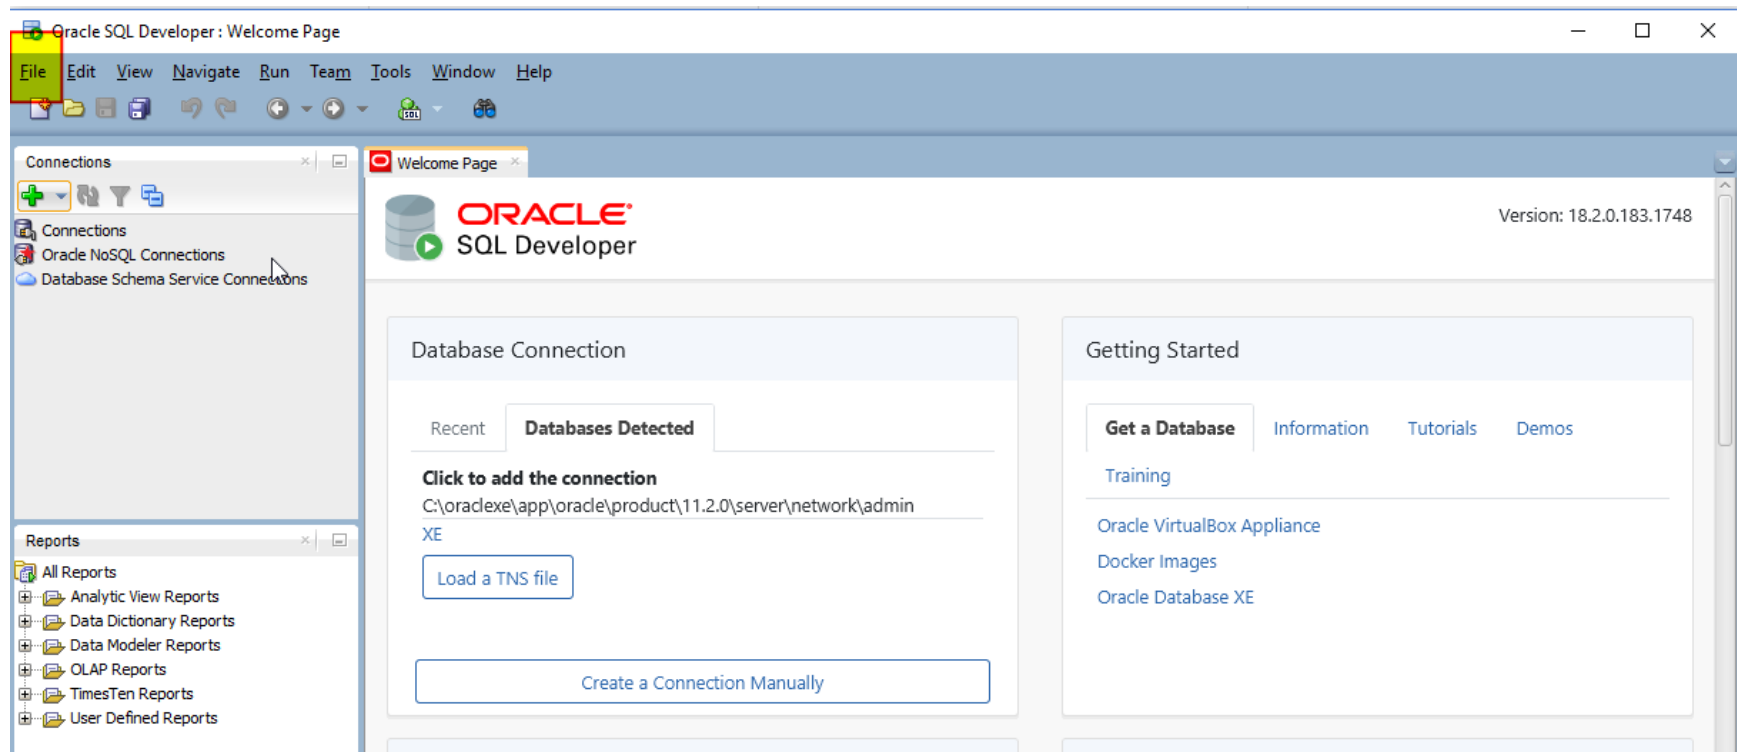 Oracle SQL Developer : Welcome Page
File Edit View Navigate Run Team Tools Window Help
SQL
Connections
Connections
Oracle NoSQL Connections
Database Schema Service Connections
Reports
All Reports
Analytic View Reports
Data Dictionary Reports
Data Modeler Reports
OLAP Reports
TimesTen Reports
User Defined Reports
Welcome Page
ORACLE
SQL Developer
Version: 18.2.0.183.1748
Database Connection
Recent Databases Detected
Click to add the connection
C:\oraclexe\app\oracle\product\11.2.0\server\network\admin
XE
Load a TNS file
Create a Connection Manually
Getting Started
Get a Database Information Tutorials Demos
Training
Oracle VirtualBox Appliance
Docker Images
Oracle Database XE